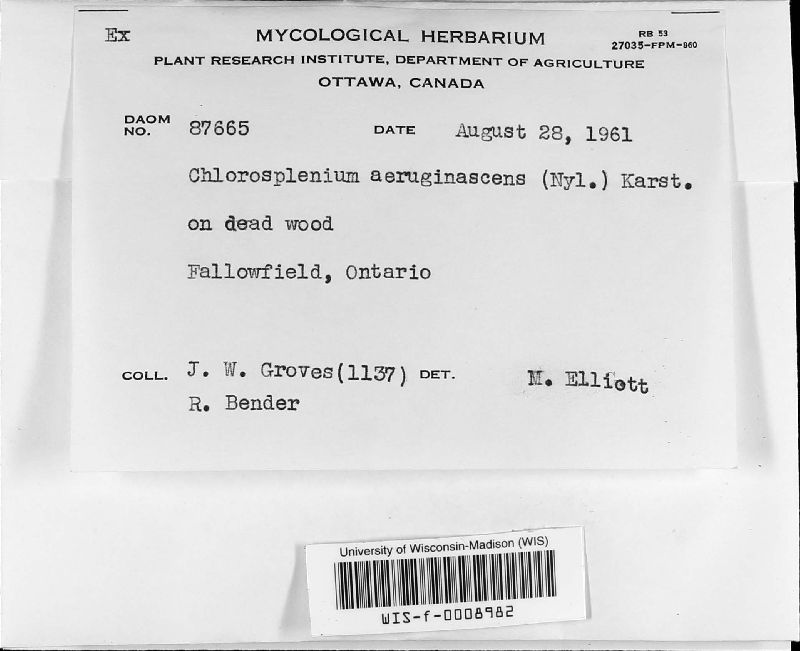 Ex MYCOLOGICAL HERBARIUM RB 53
27035-FPM-860
PLANT RESEARCH INSTITUTE, DEPARTMENT OF AGRICULTURE
OTTAWA, CANADA
DAOM NO. 87665 DATE August 28, 1961
Chlorosplenium aeruginascens (Nyl.) Karst.
on dead wood
Fallowfield, Ontario
COLL. J. W. Groves(1137) DET. M. Elliott
R. Bender
University of Wisconsin-Madison (WIS)
WIS-f-0008982